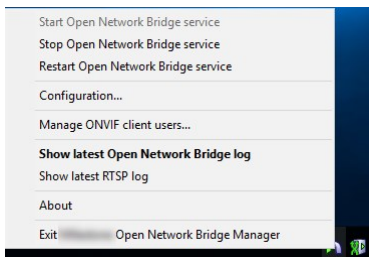 Start Open Network Bridge service
Stop Open Network Bridge service
Restart Open Network Bridge service
Configuration...
Manage ONVIF client users...
Show latest Open Network Bridge log
Show latest RTSP log
About
Exit Open Network Bridge Manager